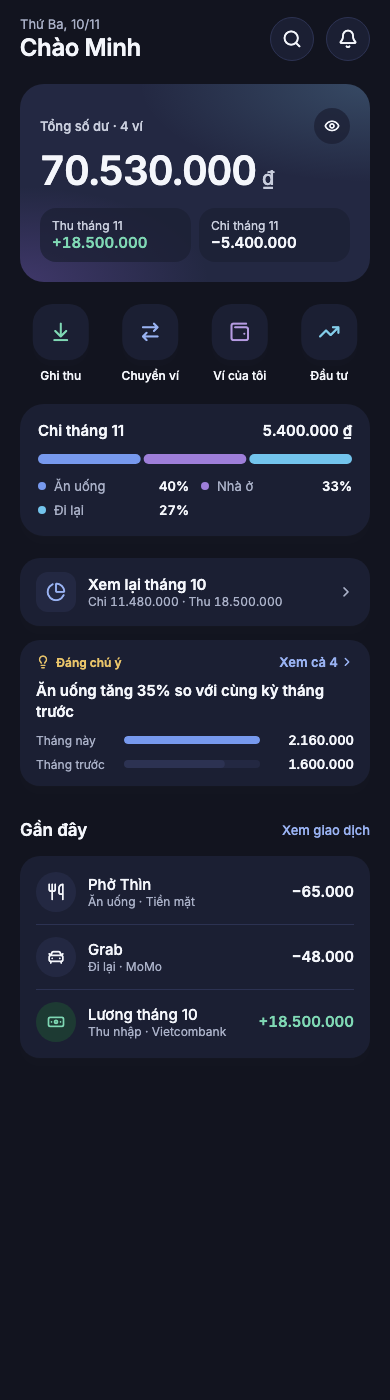 Thứ Ba, 10/11
Chào Minh
Tổng số dư · 4 ví
70.530.000 ₫
Thu tháng 11
+18.500.000
Chi tháng 11
−5.400.000
Ghi thu
Chuyển ví
Ví của tôi
Đầu tư
Chi tháng 11
5.400.000 ₫
Ăn uống 40%
Nhà ở 33%
Đi lại 27%
Xem lại tháng 10
Chi 11.480.000 · Thu 18.500.000
Đáng chú ý
Xem cả 4
Ăn uống tăng 35% so với cùng kỳ tháng
trước
Tháng này 2.160.000
Tháng trước 1.600.000
Gần đây
Xem giao dịch
Phở Thìn
Ăn uống · Tiền mặt
−65.000
Grab
Đi lại · MoMo
−48.000
Lương tháng 10
Thu nhập · Vietcombank
+18.500.000